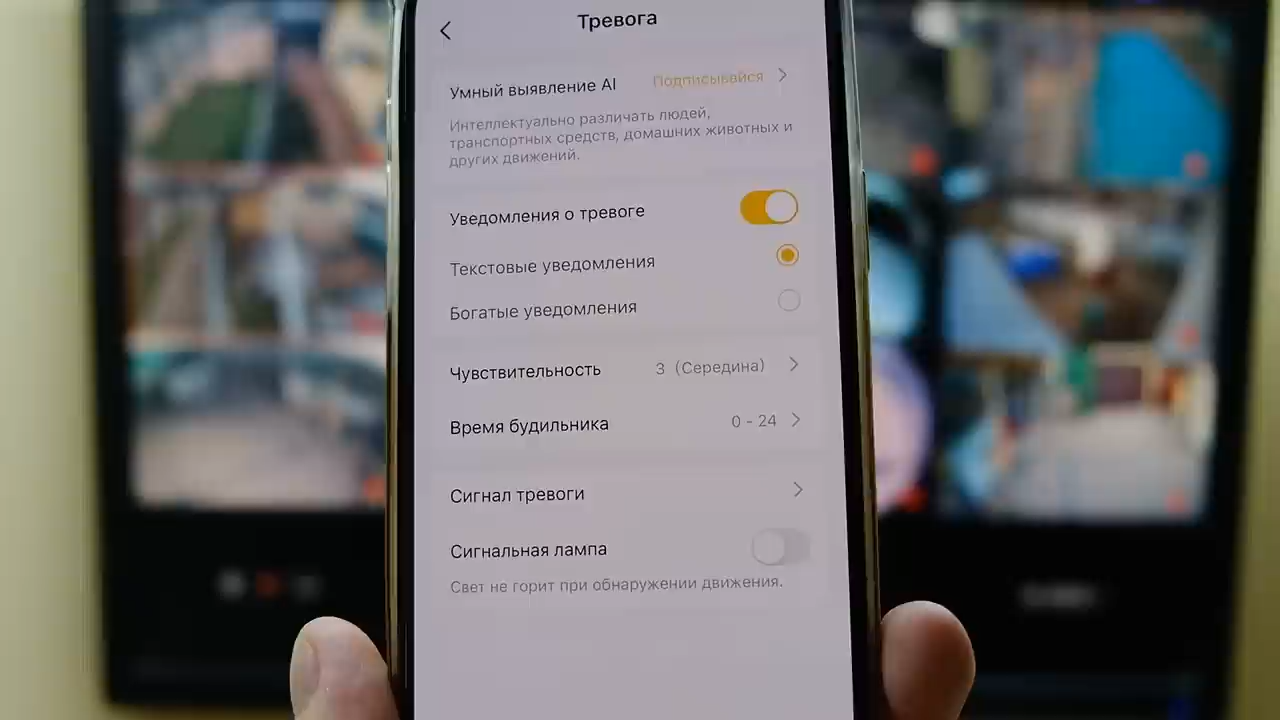 Тревога
Умный выявление AI Подписывайся
Интеллектуально различать людей,
транспортных средств, домашних животных и
других движений.
Уведомления о тревоге
Текстовые уведомления
Богатые уведомления
Чувствительность 3 (Середина)
Время будильника 0 - 24
Сигнал тревоги
Сигнальная лампа
Свет не горит при обнаружении движения.